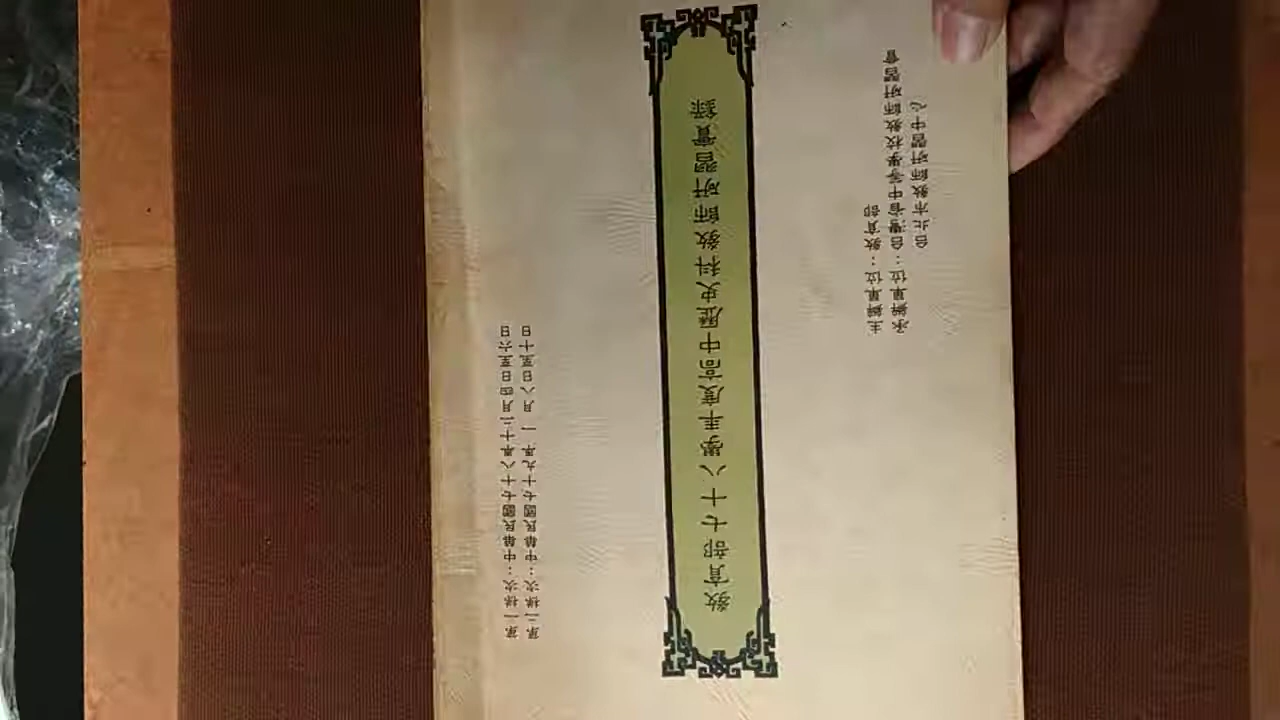 第一梯次：中華民國七十八年十二月四日至六日
第二梯次：中華民國七十九年一月八日至十日
教育部七十八學年度高中歷史科教師研習實錄
主辦單位：教育部
承辦單位：台灣省中等學校教師研習會
台北市教師研習中心